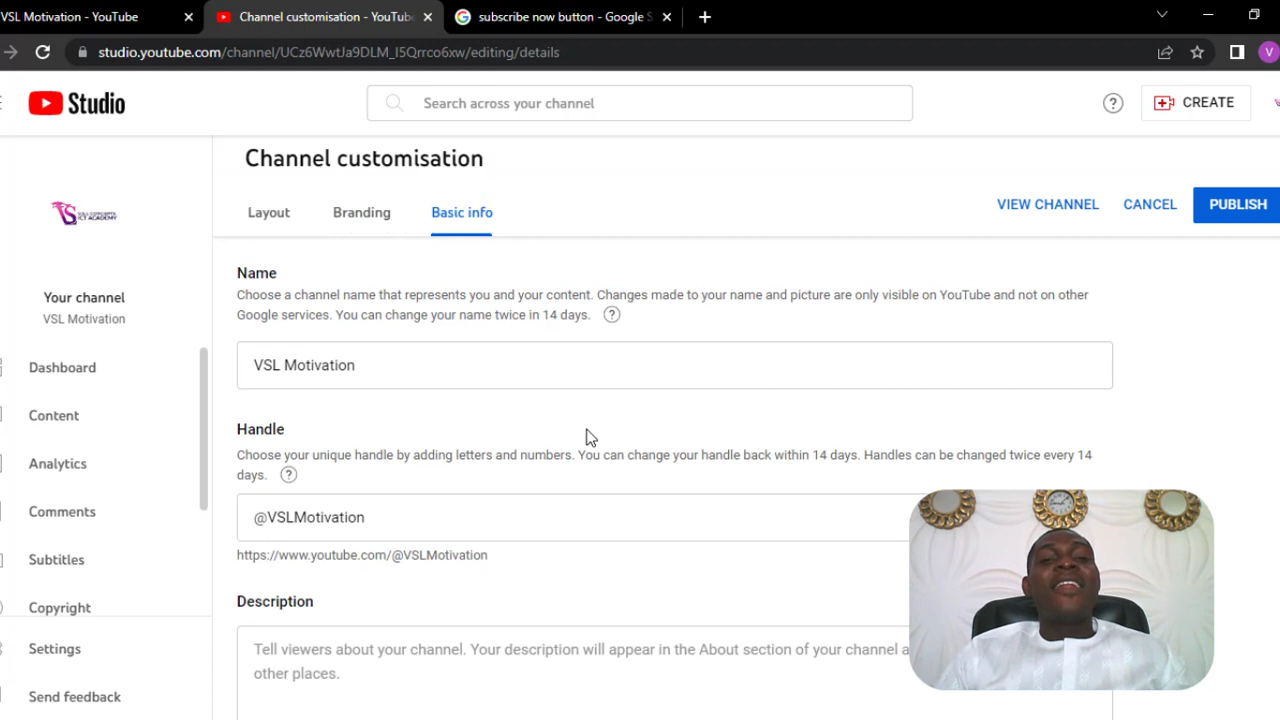 VSL Motivation - YouTube
Channel customisation - YouTube
subscribe now button - Google S
studio.youtube.com/channel/UCz6WwtJa9DLM_I5Qrrco6xw/editing/details
V
Studio
Search across your channel
CREATE
Channel customisation
Layout
Branding
Basic info
VIEW CHANNEL
CANCEL
PUBLISH
ICT ACADEMY
Your channel
VSL Motivation
Dashboard
Content
Analytics
Comments
Subtitles
Copyright
Settings
Send feedback
Name
Choose a channel name that represents you and your content. Changes made to your name and picture are only visible on YouTube and not on other
Google services. You can change your name twice in 14 days.
VSL Motivation
Handle
Choose your unique handle by adding letters and numbers. You can change your handle back within 14 days. Handles can be changed twice every 14
days.
@VSLMotivation
https://www.youtube.com/@VSLMotivation
Description
Tell viewers about your channel. Your description will appear in the About section of your channel a
other places.